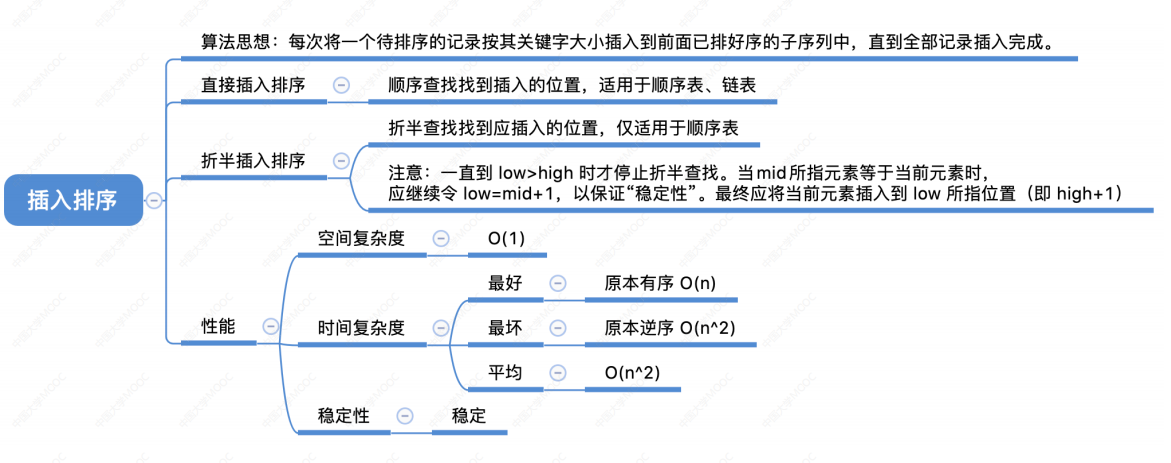 算法思想：每次将一个待排序的记录按其关键字大小插入到前面已排好序的子序列中，直到全部记录插入完成。
直接插入排序
顺序查找找到插入的位置，适用于顺序表、链表
折半插入排序
折半查找找到应插入的位置，仅适用于顺序表
注意：一直到 low>high 时才停止折半查找。当mid所指元素等于当前元素时，
应继续令 low=mid+1，以保证“稳定性”。最终应将当前元素插入到 low 所指位置（即 high+1）
插入排序
性能
空间复杂度
O(1)
时间复杂度
最好
原本有序 O(n)
最坏
原本逆序 O(n^2)
平均
O(n^2)
稳定性
稳定